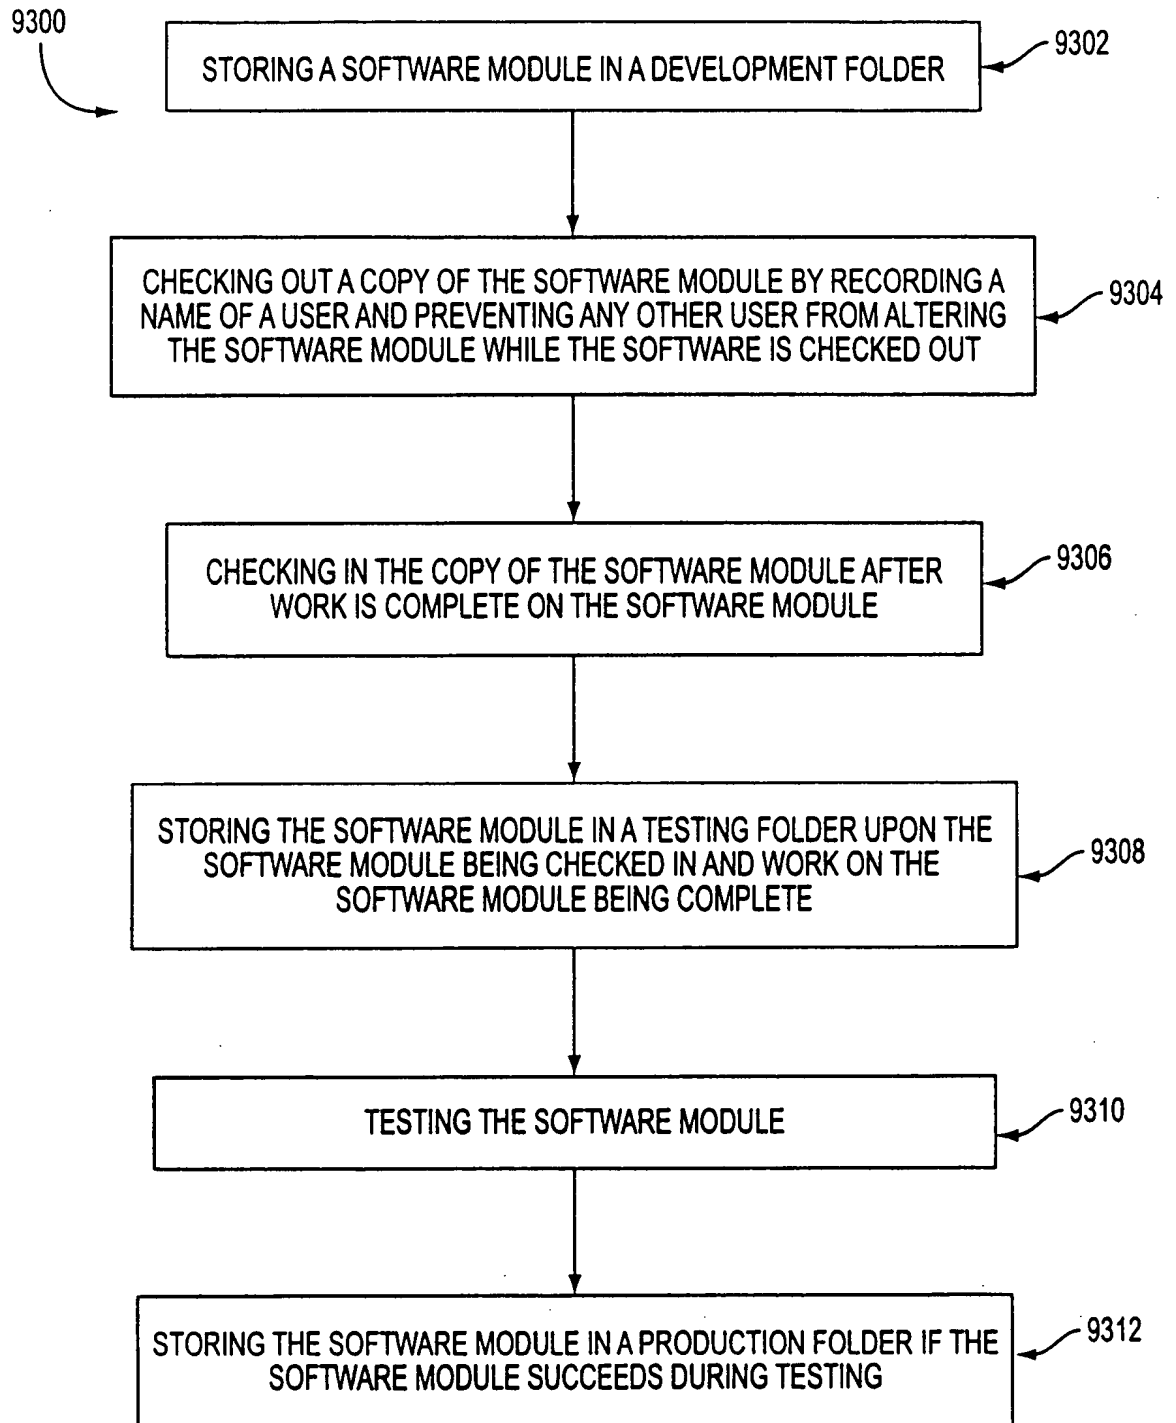 9300
STORING A SOFTWARE MODULE IN A DEVELOPMENT FOLDER
9302
CHECKING OUT A COPY OF THE SOFTWARE MODULE BY RECORDING A
NAME OF A USER AND PREVENTING ANY OTHER USER FROM ALTERING
THE SOFTWARE MODULE WHILE THE SOFTWARE IS CHECKED OUT
9304
CHECKING IN THE COPY OF THE SOFTWARE MODULE AFTER
WORK IS COMPLETE ON THE SOFTWARE MODULE
9306
STORING THE SOFTWARE MODULE IN A TESTING FOLDER UPON THE
SOFTWARE MODULE BEING CHECKED IN AND WORK ON THE
SOFTWARE MODULE BEING COMPLETE
9308
TESTING THE SOFTWARE MODULE
9310
STORING THE SOFTWARE MODULE IN A PRODUCTION FOLDER IF THE
SOFTWARE MODULE SUCCEEDS DURING TESTING
9312